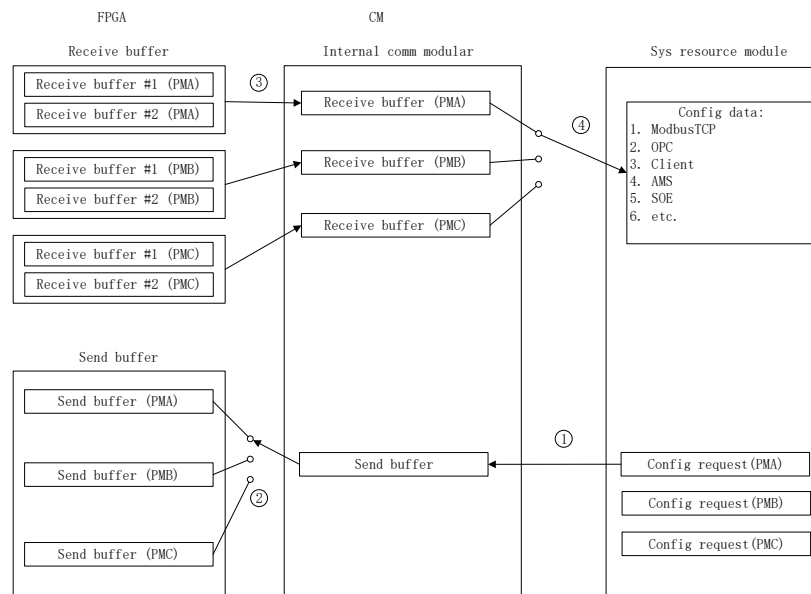 FPGA
CM
Receive buffer
Internal comm modular
Sys resource module
Receive buffer #1 (PMA)
Receive buffer #2 (PMA)
③
Receive buffer (PMA)
④
Config data:
1. ModbusTCP
2. OPC
3. Client
4. AMS
5. SOE
6. etc.
Receive buffer #1 (PMB)
Receive buffer #2 (PMB)
Receive buffer (PMB)
Receive buffer #1 (PMC)
Receive buffer #2 (PMC)
Receive buffer (PMC)
Send buffer
Send buffer (PMA)
Send buffer (PMB)
Send buffer (PMC)
②
Send buffer
①
Config request(PMA)
Config request(PMB)
Config request(PMC)